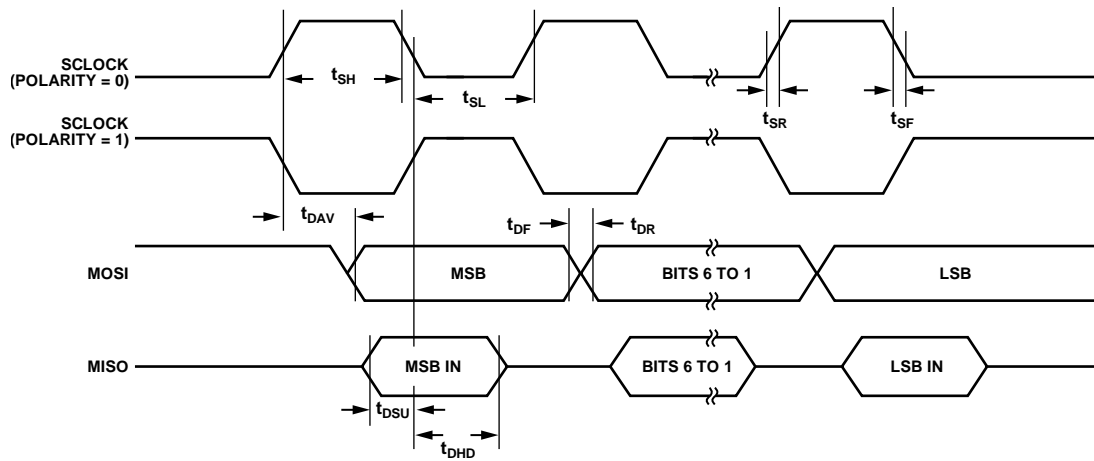 SCLOCK
(POLARITY = 0)
tSH
tSL
tSR
tSF
SCLOCK
(POLARITY = 1)
tDAV
tDF
tDR
MOSI
MSB
BITS 6 TO 1
LSB
MISO
MSB IN
BITS 6 TO 1
LSB IN
tDSU
tDHD